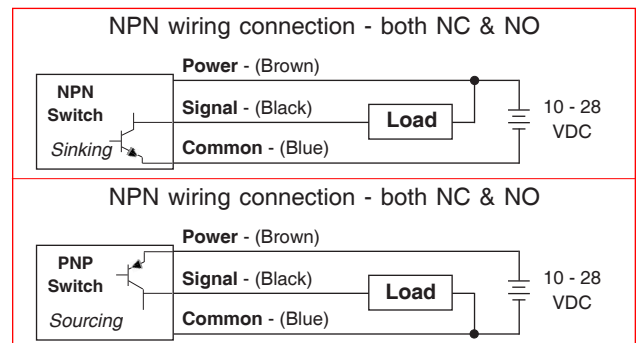 NPN wiring connection - both NC & NO
Power - (Brown)
NPN
Switch
Signal - (Black)
Load
10 - 28
VDC
Sinking
Common - (Blue)
NPN wiring connection - both NC & NO
Power - (Brown)
PNP
Switch
Signal - (Black)
Load
10 - 28
VDC
Sourcing
Common - (Blue)